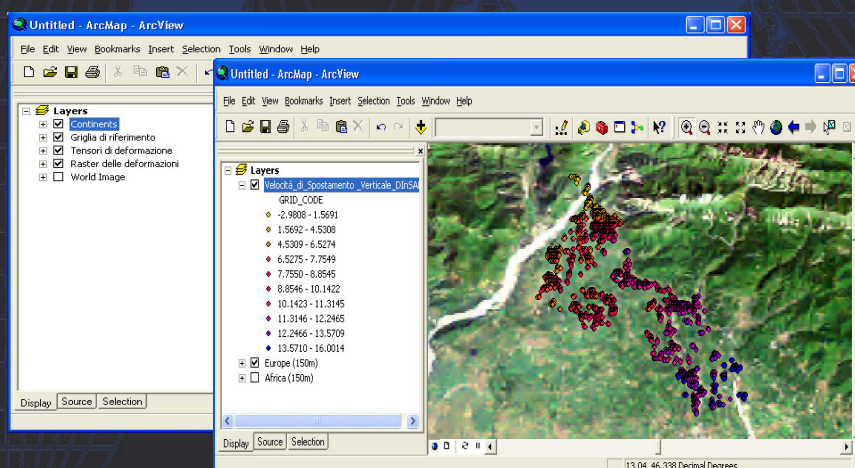 Untitled - ArcMap - ArcView
File Edit View Bookmarks Insert Selection Tools Window Help
Layers
Continents
Griglia di riferimento
Tensori di deformazione
Raster delle deformazioni
World Image
Display Source Selection
Untitled - ArcMap - ArcView
File Edit View Bookmarks Insert Selection Tools Window Help
Layers
Velocità_di_Spostamento _Verticale_DInSAR
GRID_CODE
-2.9808 - 1.5691
1.5692 - 4.5308
4.5309 - 6.5274
6.5275 - 7.7549
7.7550 - 8.8545
8.8546 - 10.1422
10.1423 - 11.3145
11.3146 - 12.2465
12.2466 - 13.5709
13.5710 - 16.0014
Europe (150m)
Africa (150m)
Display Source Selection
13.04 46.338 Decimal Degrees